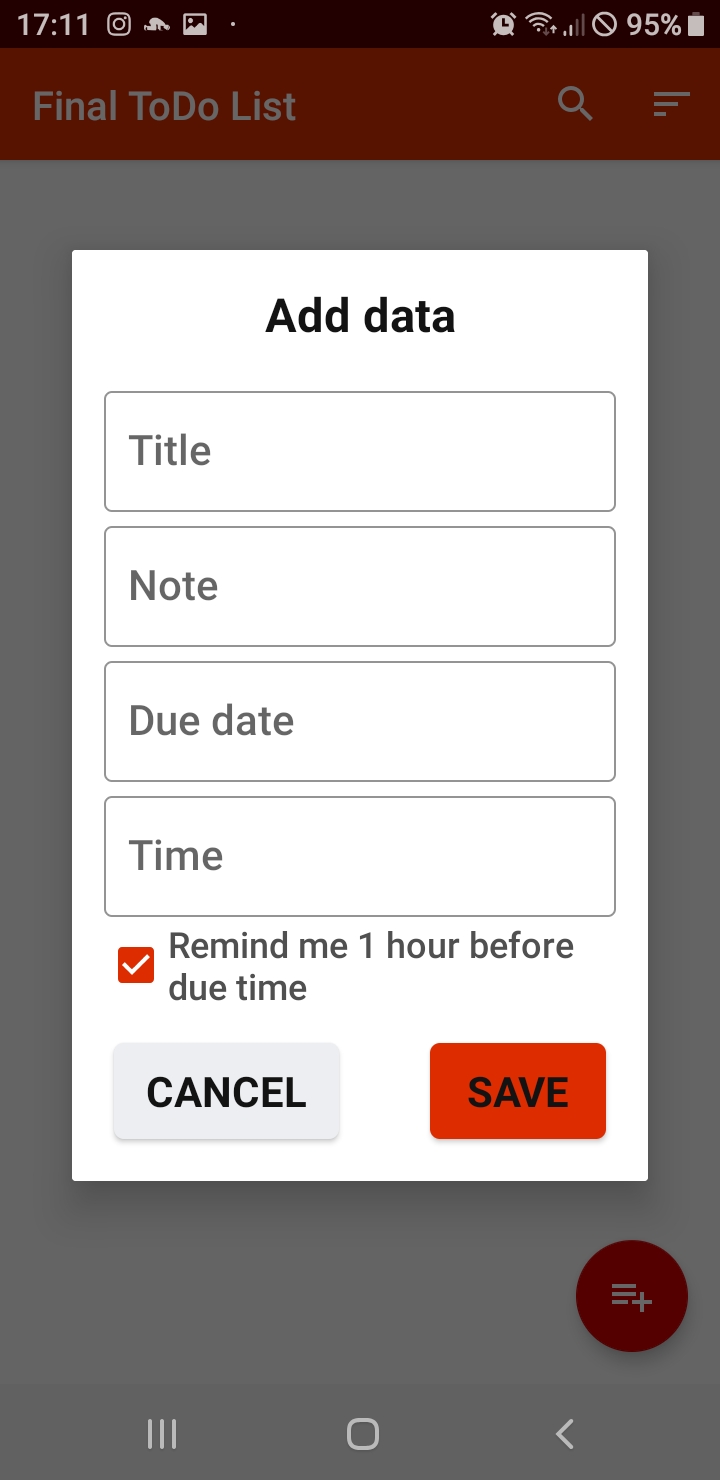 17:11
95%
Final ToDo List
Add data
Title
Note
Due date
Time
Remind me 1 hour before
due time
CANCEL
SAVE